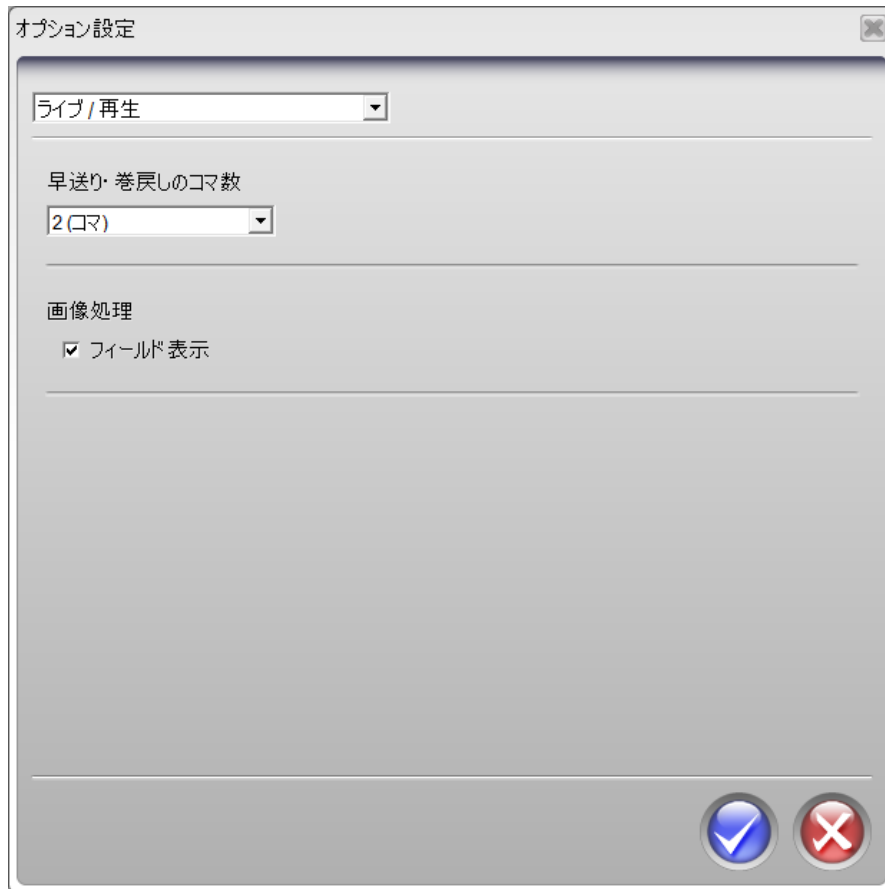 オプション設定
ライブ / 再生
早送り・巻戻しのコマ数
2 (コマ)
画像処理
フィールド表示